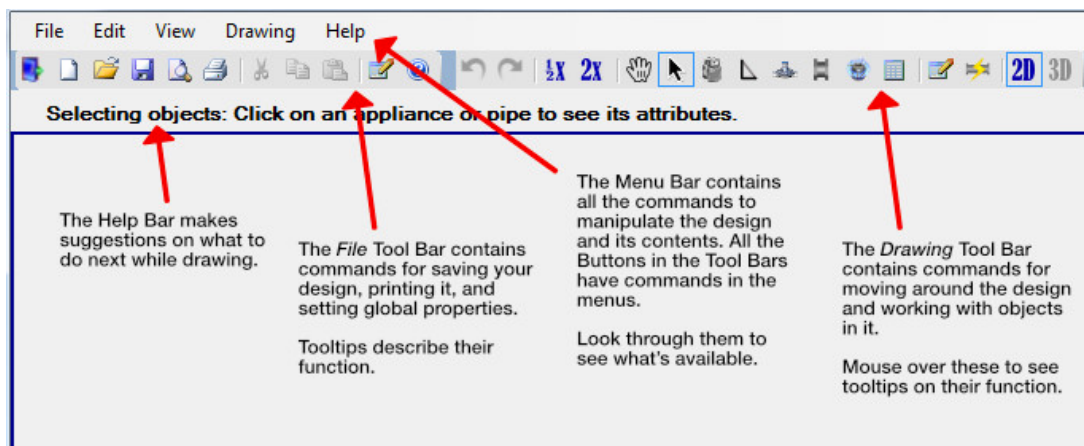 File Edit View Drawing Help
½X 2X 2D 3D
Selecting objects: Click on an appliance or pipe to see its attributes.
The Help Bar makes
suggestions on what to
do next while drawing.
The File Tool Bar contains
commands for saving your
design, printing it, and
setting global properties.
Tooltips describe their
function.
The Menu Bar contains
all the commands to
manipulate the design
and its contents. All the
Buttons in the Tool Bars
have commands in the
menus.
Look through them to
see what's available.
The Drawing Tool Bar
contains commands for
moving around the design
and working with objects
in it.
Mouse over these to see
tooltips on their function.